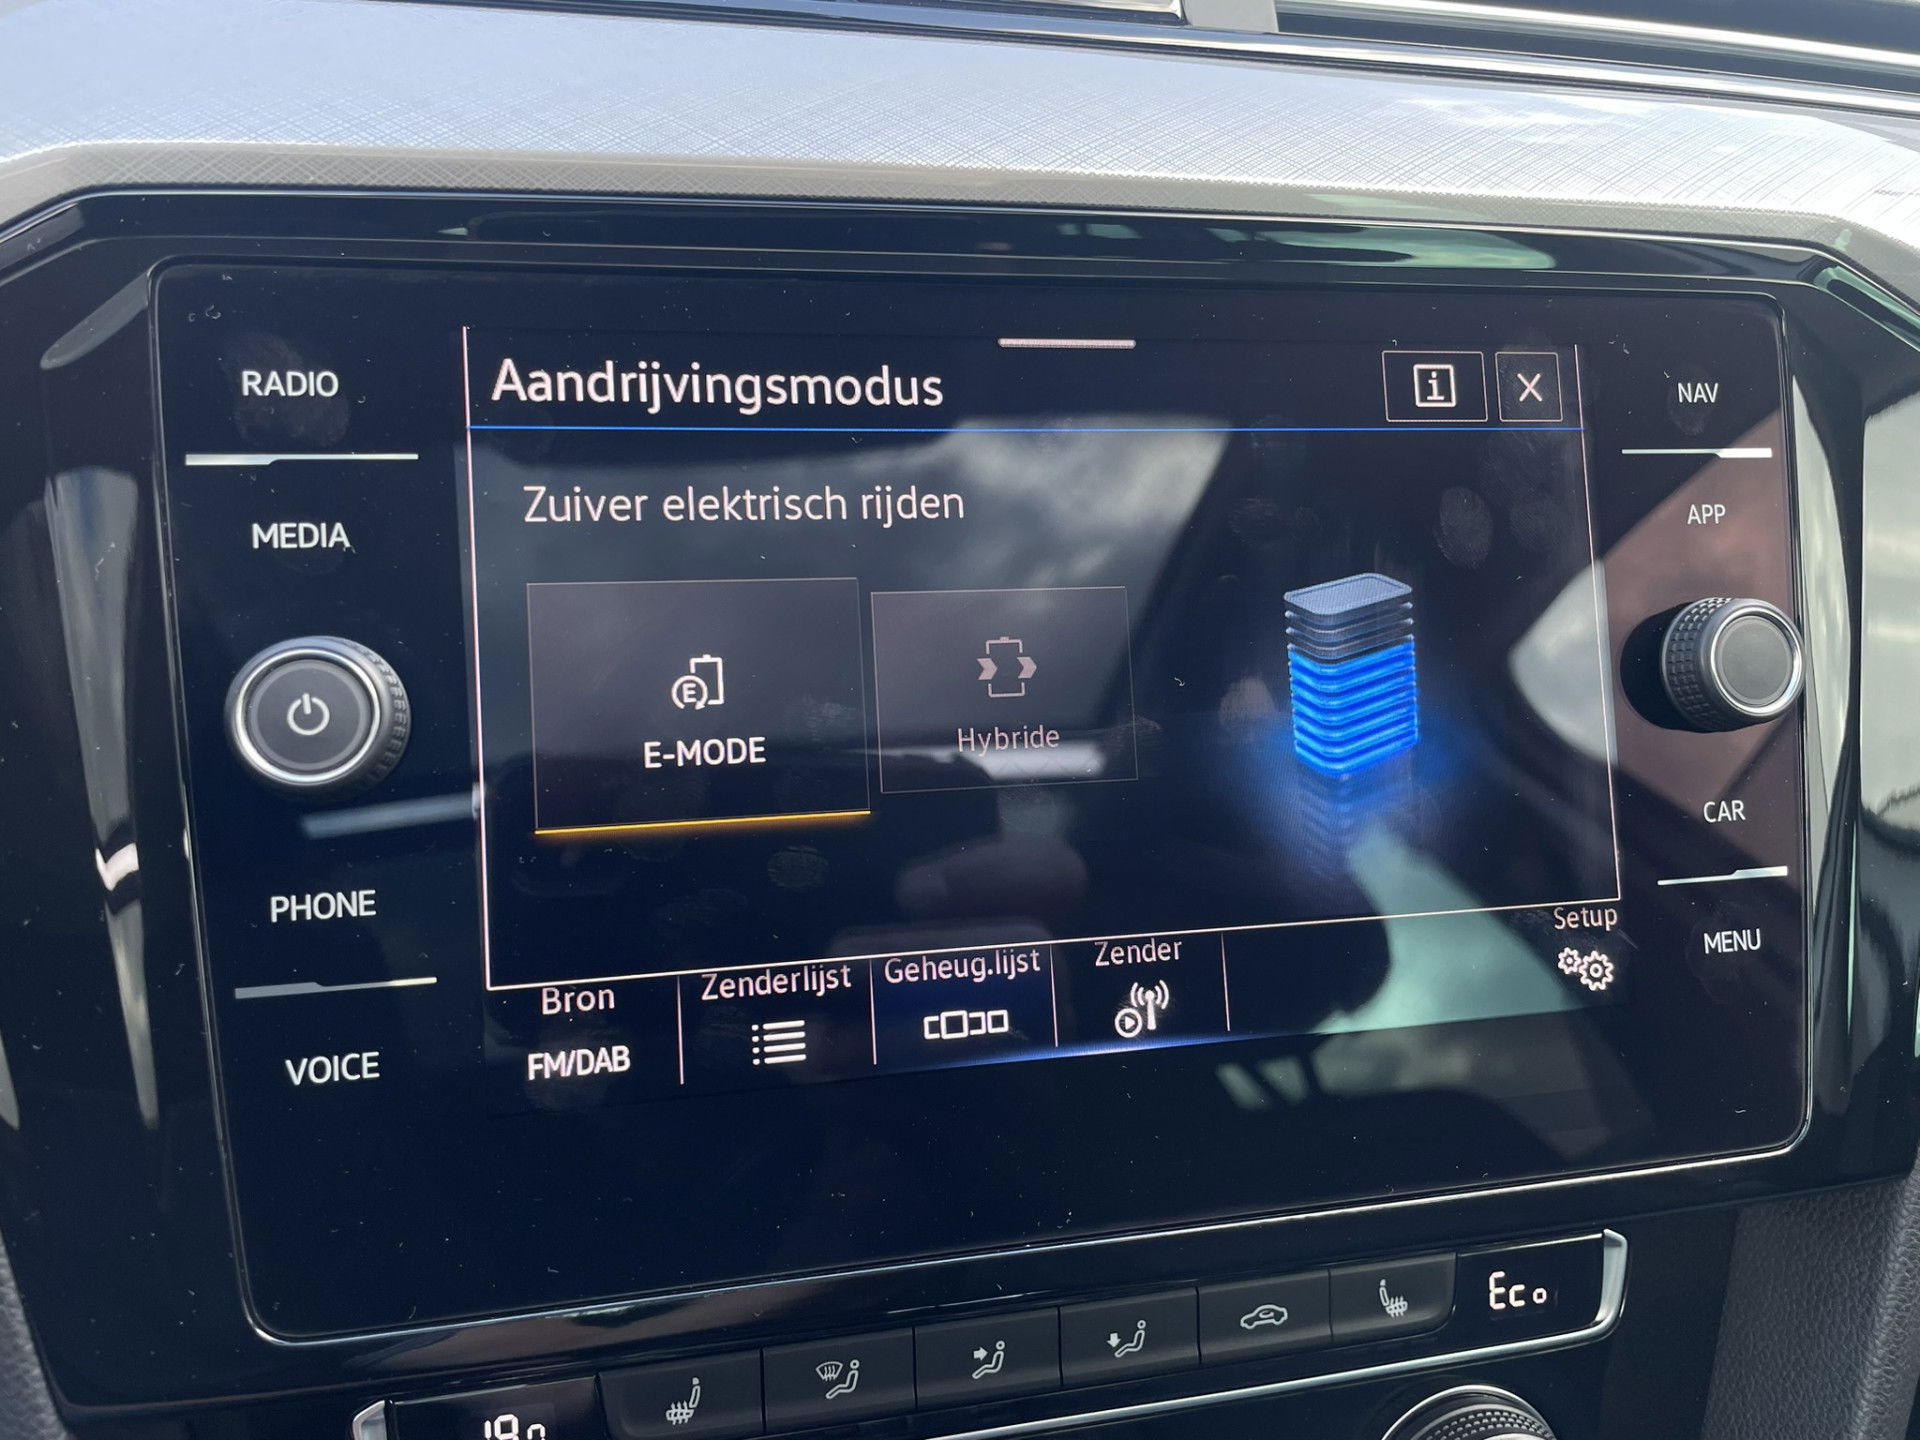 RADIO
MEDIA
PHONE
VOICE
Aandrijvingsmodus
i
X
Zuiver elektrisch rijden
E
E-MODE
Hybride
Bron
FM/DAB
Zenderlijst
Geheug.lijst
Zender
Setup
NAV
APP
CAR
MENU
Eco